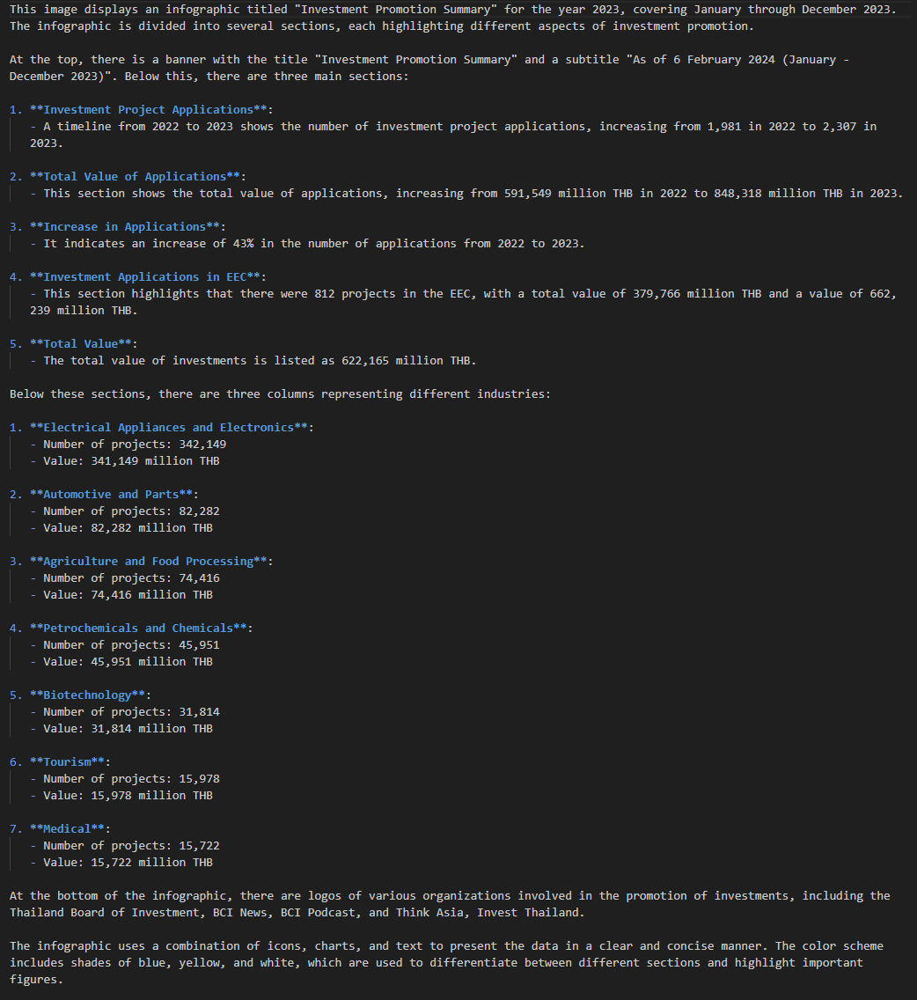 This image displays an infographic titled "Investment Promotion Summary" for the year 2023, covering January through December 2023.
The infographic is divided into several sections, each highlighting different aspects of investment promotion.
At the top, there is a banner with the title "Investment Promotion Summary" and a subtitle "As of 6 February 2024 (January -
December 2023)". Below this, there are three main sections:
1. **Investment Project Applications**:
- A timeline from 2022 to 2023 shows the number of investment project applications, increasing from 1,981 in 2022 to 2,307 in
2023.
2. **Total Value of Applications**:
- This section shows the total value of applications, increasing from 591,549 million THB in 2022 to 848,318 million THB in 2023.
3. **Increase in Applications**:
- It indicates an increase of 43% in the number of applications from 2022 to 2023.
4. **Investment Applications in EEC**:
- This section highlights that there were 812 projects in the EEC, with a total value of 379,766 million THB and a value of 662,
239 million THB.
5. **Total Value**:
- The total value of investments is listed as 622,165 million THB.
Below these sections, there are three columns representing different industries:
1. **Electrical Appliances and Electronics**:
- Number of projects: 342,149
- Value: 341,149 million THB
2. **Automotive and Parts**:
- Number of projects: 82,282
- Value: 82,282 million THB
3. **Agriculture and Food Processing**:
- Number of projects: 74,416
- Value: 74,416 million THB
4. **Petrochemicals and Chemicals**:
- Number of projects: 45,951
- Value: 45,951 million THB
5. **Biotechnology**:
- Number of projects: 31,814
- Value: 31,814 million THB
6. **Tourism**:
- Number of projects: 15,978
- Value: 15,978 million THB
7. **Medical**:
- Number of projects: 15,722
- Value: 15,722 million THB
At the bottom of the infographic, there are logos of various organizations involved in the promotion of investments, including the
Thailand Board of Investment, BCI News, BCI Podcast, and Think Asia, Invest Thailand.
The infographic uses a combination of icons, charts, and text to present the data in a clear and concise manner. The color scheme
includes shades of blue, yellow, and white, which are used to differentiate between different sections and highlight important
figures.